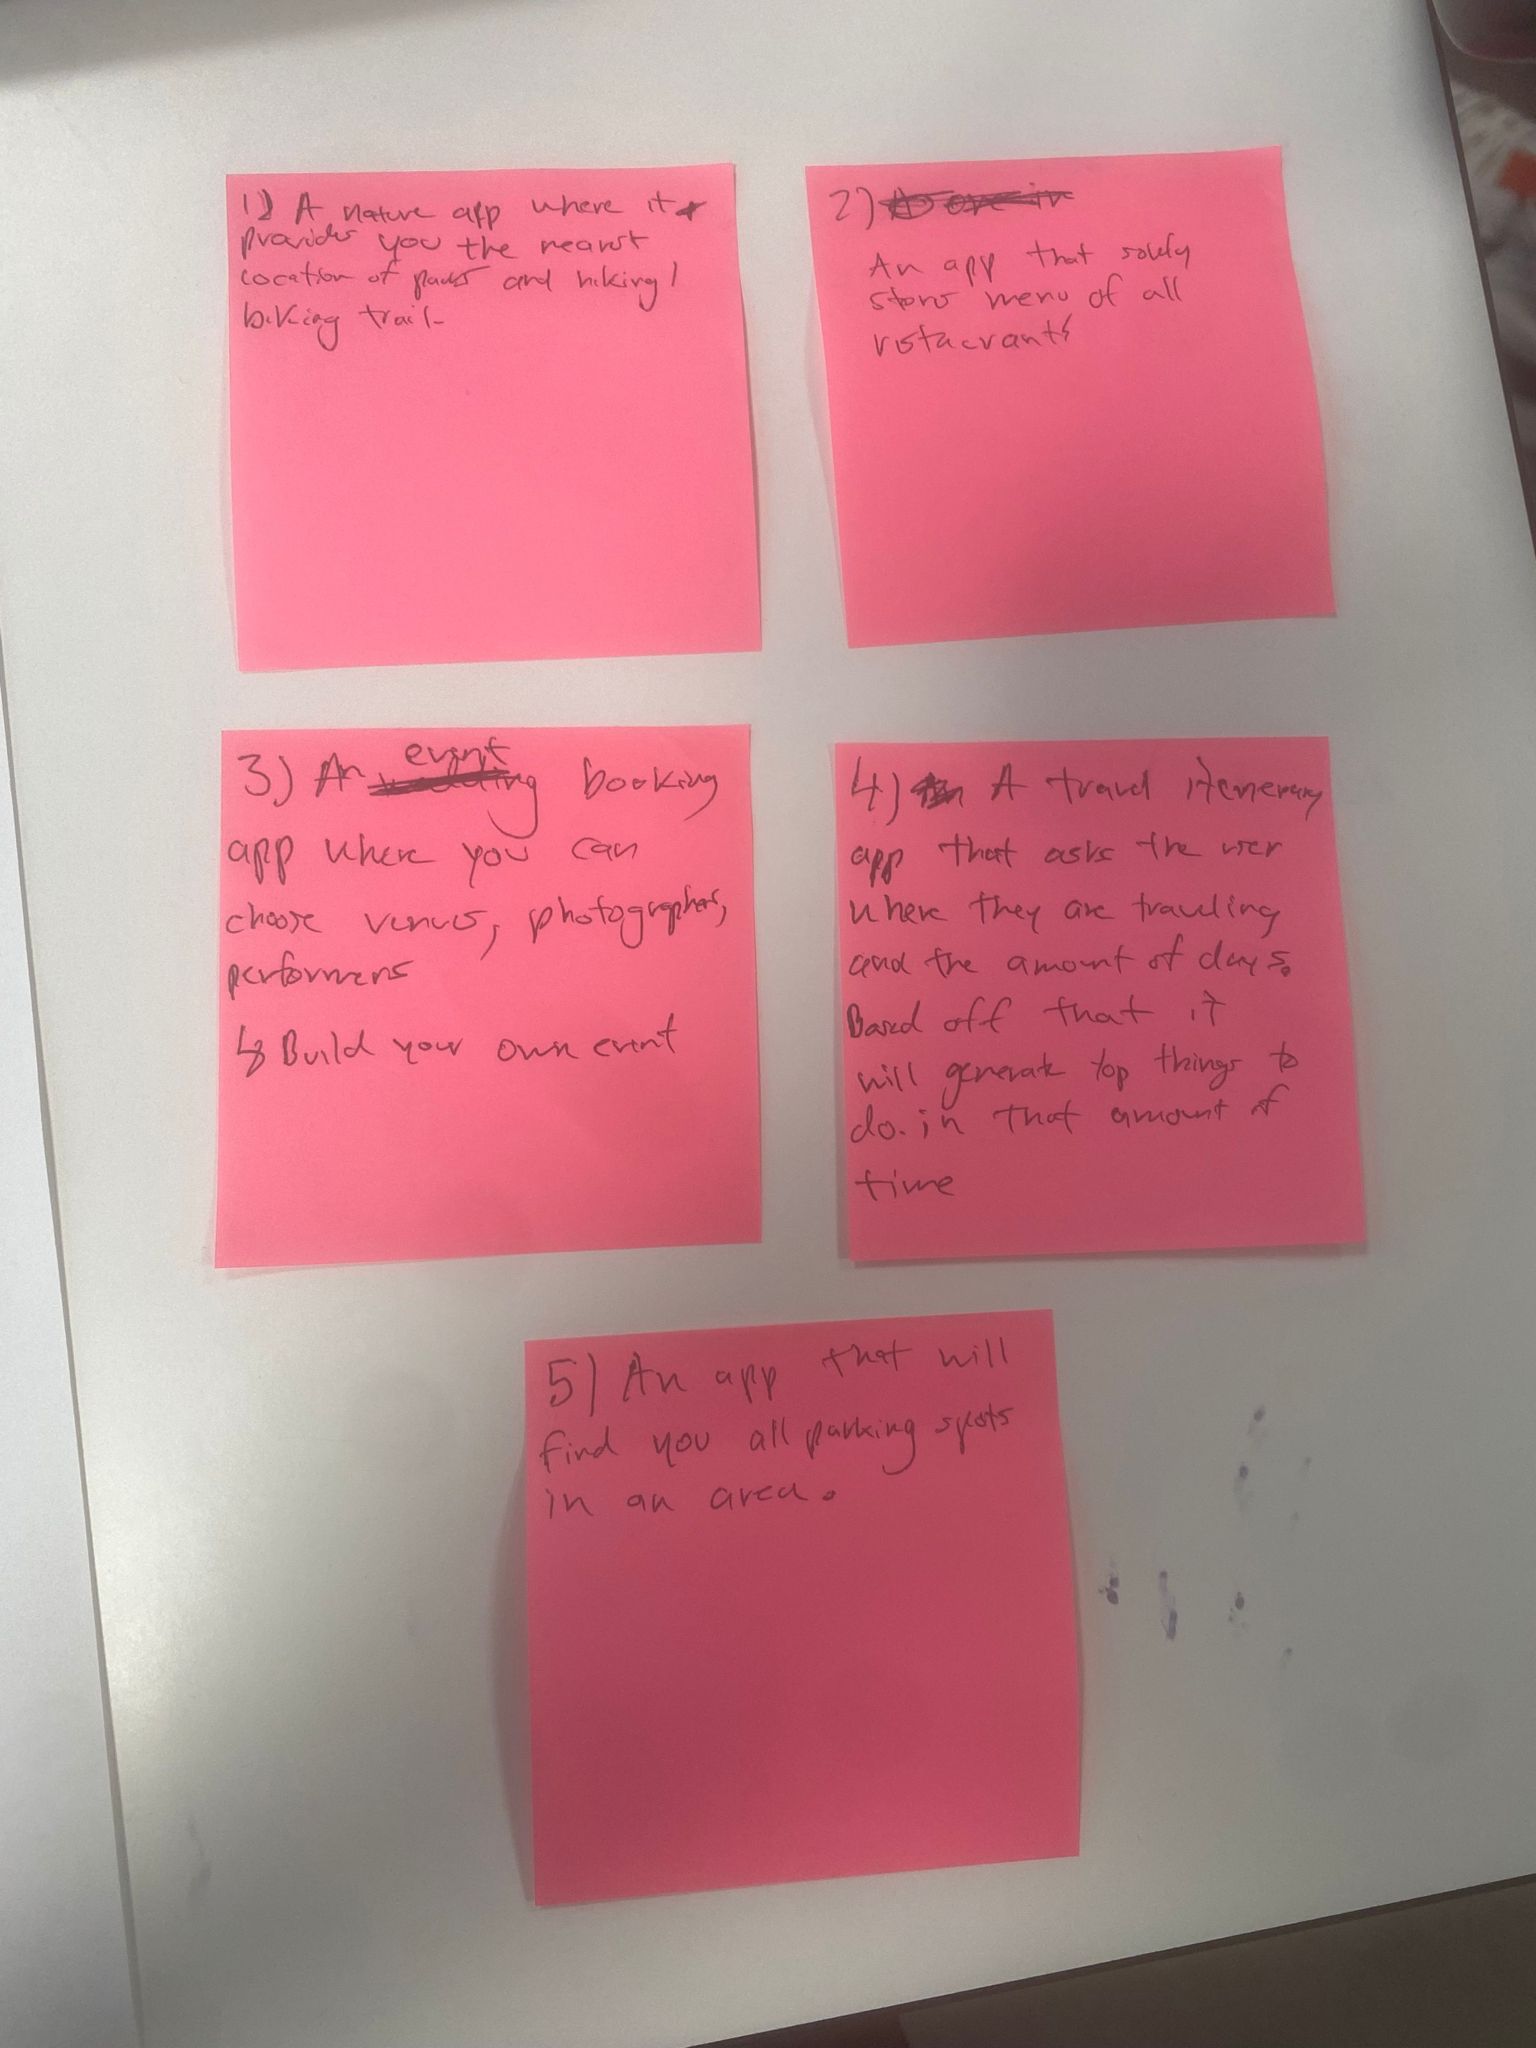 1) A nature app where it
provides you the nearest
location of parks and hiking/
biking trail.
2)
An app that solely
stores menu of all
restaurants
3) An event booking
app where you can
choose venues, photographers,
performers
↳ Build your own event
4) A travel itenerary
app that asks the user
where they are traveling
and the amount of days.
Based off that it
will generate top things to
do. in that amount of
time
5) An app that will
find you all parking spots
in an area.